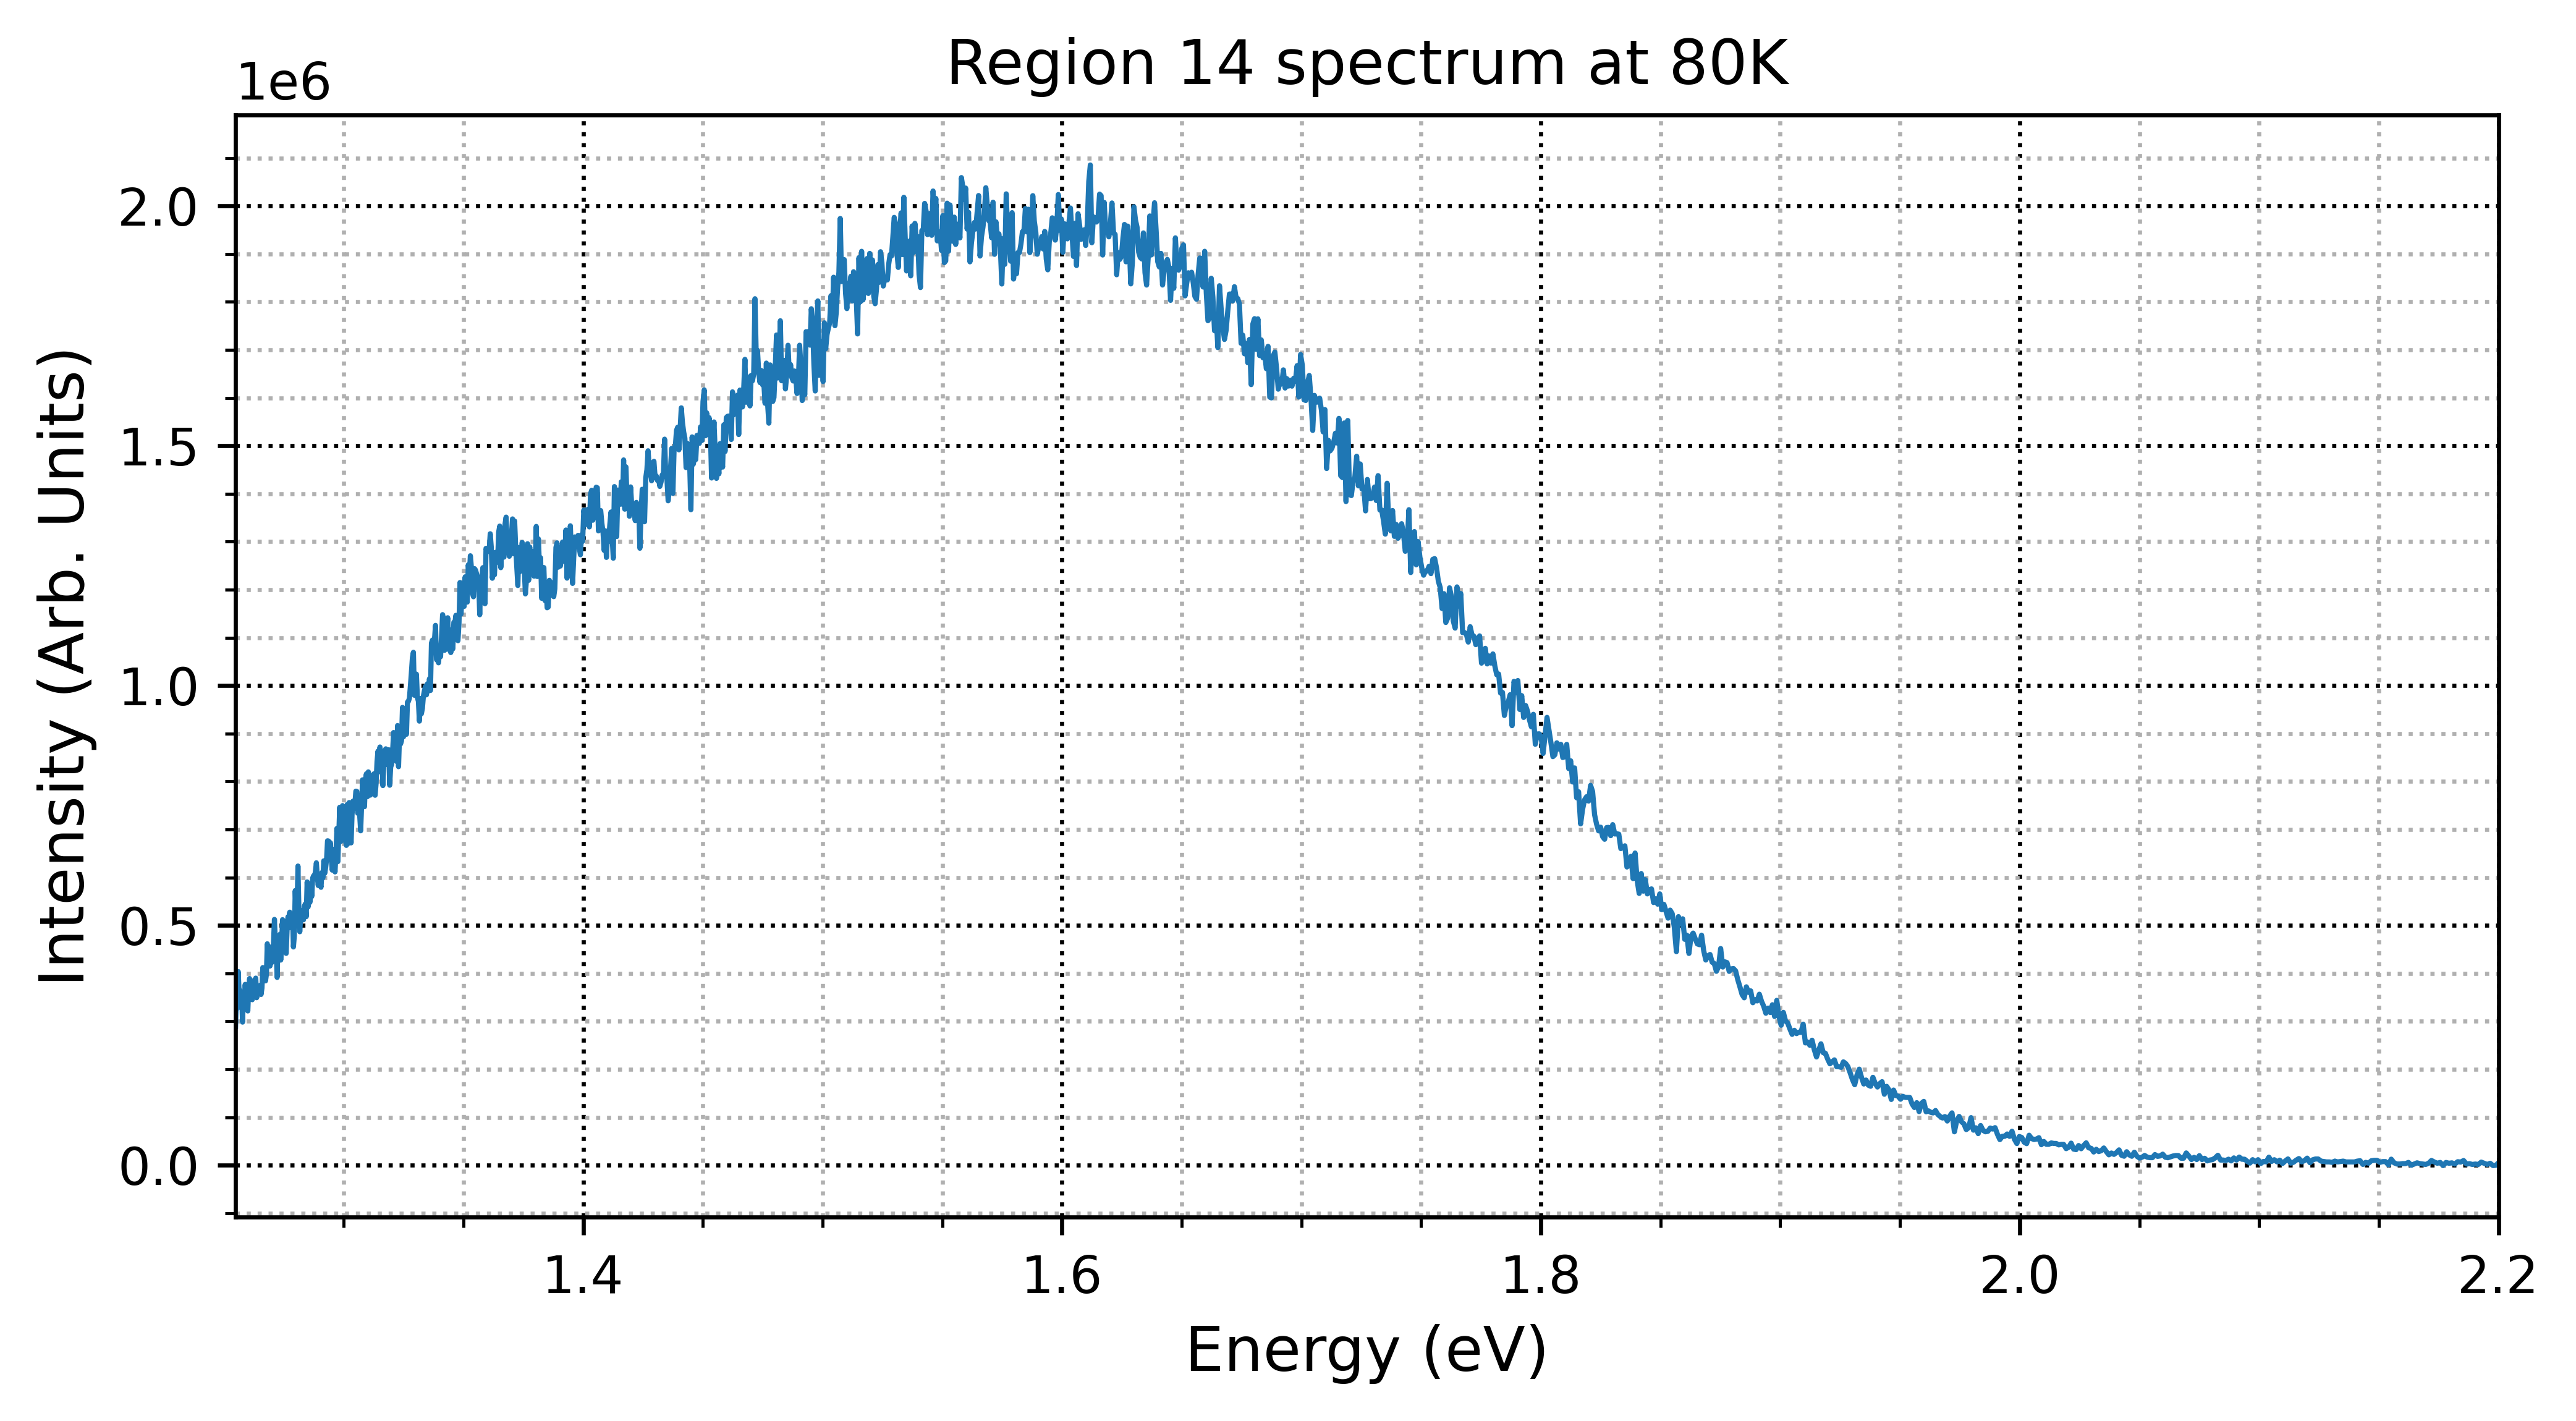 Region 14 spectrum at 80K
1e6
2.0
1.5
1.0
0.5
0.0
Intensity (Arb. Units)
1.4 1.6 1.8 2.0 2.2
Energy (eV)